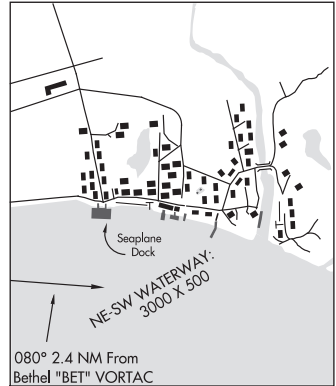 Seaplane
Dock
NE-SW WATERWAY:
3000 X 500
080° 2.4 NM From
Bethel "BET" VORTAC